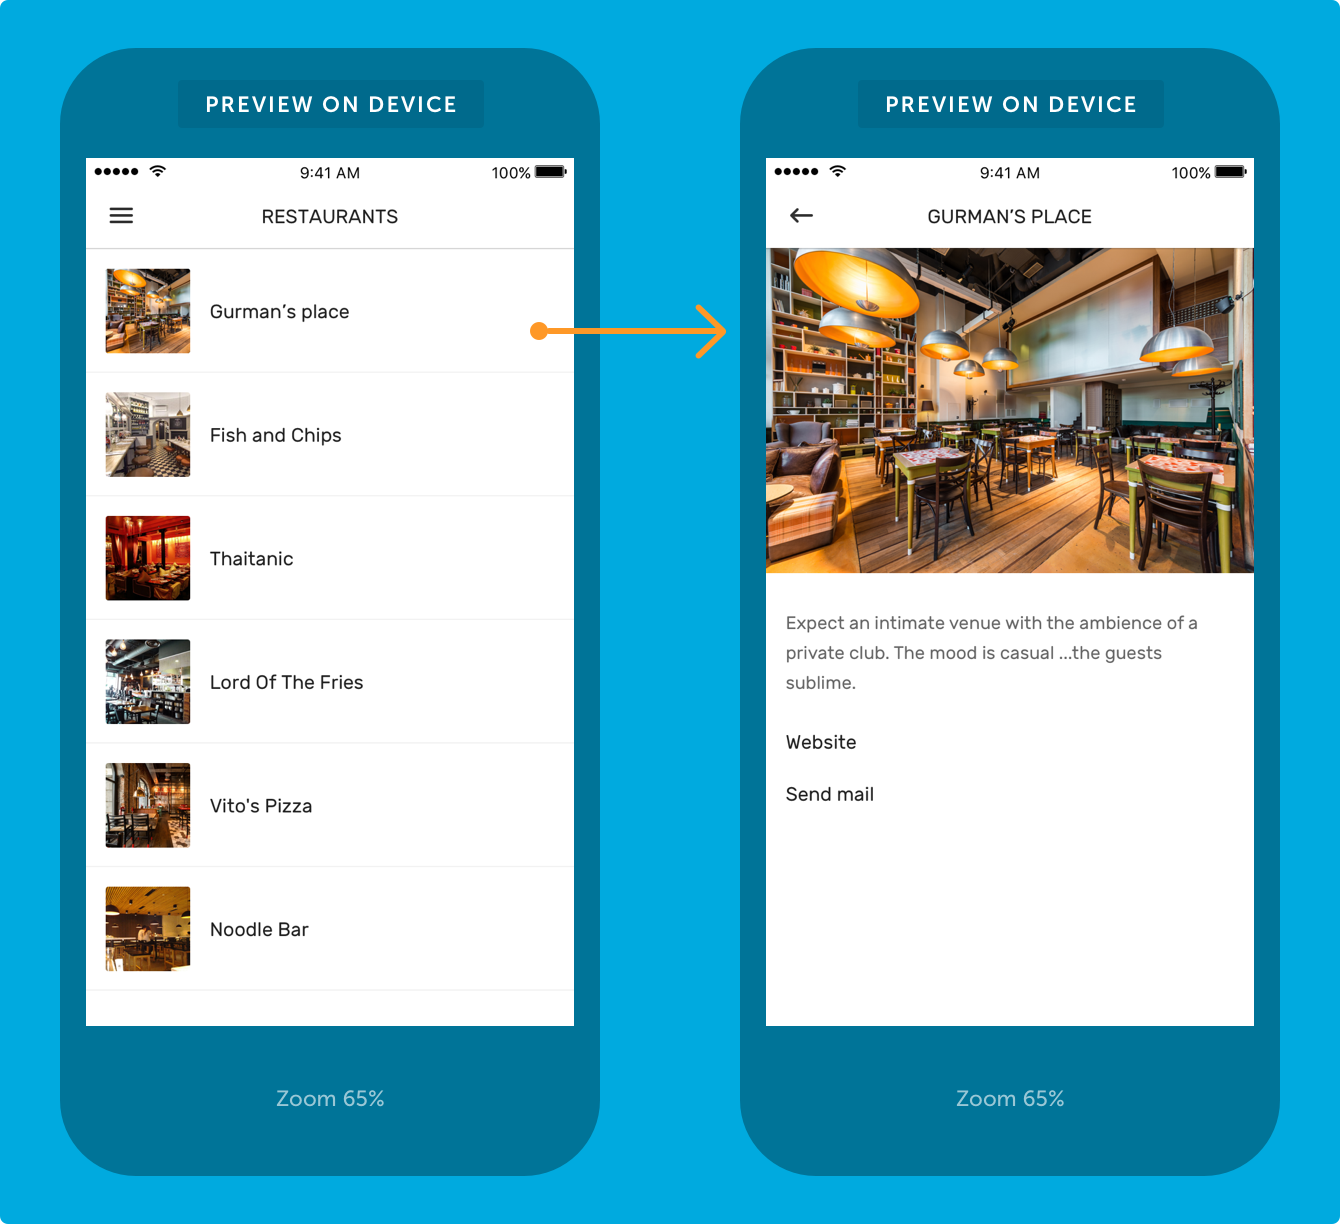 PREVIEW ON DEVICE
9:41 AM
100%
RESTAURANTS
Gurman’s place
Fish and Chips
Thaitanic
Lord Of The Fries
Vito's Pizza
Noodle Bar
Zoom 65%
PREVIEW ON DEVICE
9:41 AM
100%
GURMAN’S PLACE
Expect an intimate venue with the ambience of a
private club. The mood is casual ...the guests
sublime.
Website
Send mail
Zoom 65%